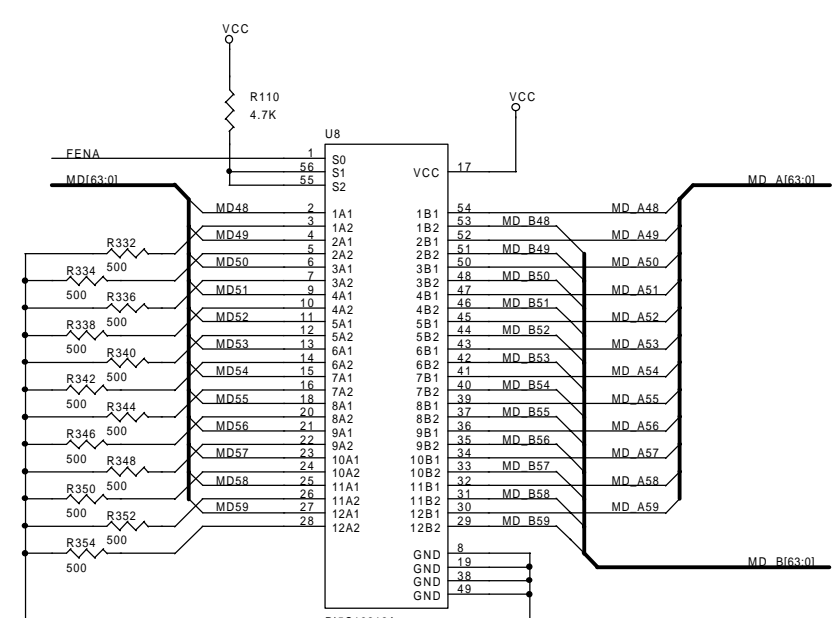 VCC
R110
4.7K
VCC
U8
FENA
1
S0
56
S1
55
S2
VCC
17
MD[63:0]
MD_A[63:0]
MD48
2
1A1
1B1
54
MD_A48
3
1A2
1B2
53
MD_B48
MD49
4
2A1
2B1
52
MD_A49
R332
500
5
2A2
2B2
51
MD_B49
MD50
6
3A1
3B1
50
MD_A50
R334
500
7
3A2
3B2
48
MD_B50
MD51
9
4A1
4B1
47
MD_A51
R336
500
10
4A2
4B2
46
MD_B51
MD52
11
5A1
5B1
45
MD_A52
R338
500
12
5A2
5B2
44
MD_B52
MD53
13
6A1
6B1
43
MD_A53
R340
500
14
6A2
6B2
42
MD_B53
MD54
15
7A1
7B1
41
MD_A54
R342
500
16
7A2
7B2
40
MD_B54
MD55
18
8A1
8B1
39
MD_A55
R344
500
20
8A2
8B2
37
MD_B55
MD56
21
9A1
9B1
36
MD_A56
R346
500
22
9A2
9B2
35
MD_B56
MD57
23
10A1
10B1
34
MD_A57
R348
500
24
10A2
10B2
33
MD_B57
MD58
25
11A1
11B1
32
MD_A58
R350
500
26
11A2
11B2
31
MD_B58
MD59
27
12A1
12B1
30
MD_A59
R352
500
28
12A2
12B2
29
MD_B59
R354
500
GND
8
GND
19
GND
38
GND
49
MD_B[63:0]